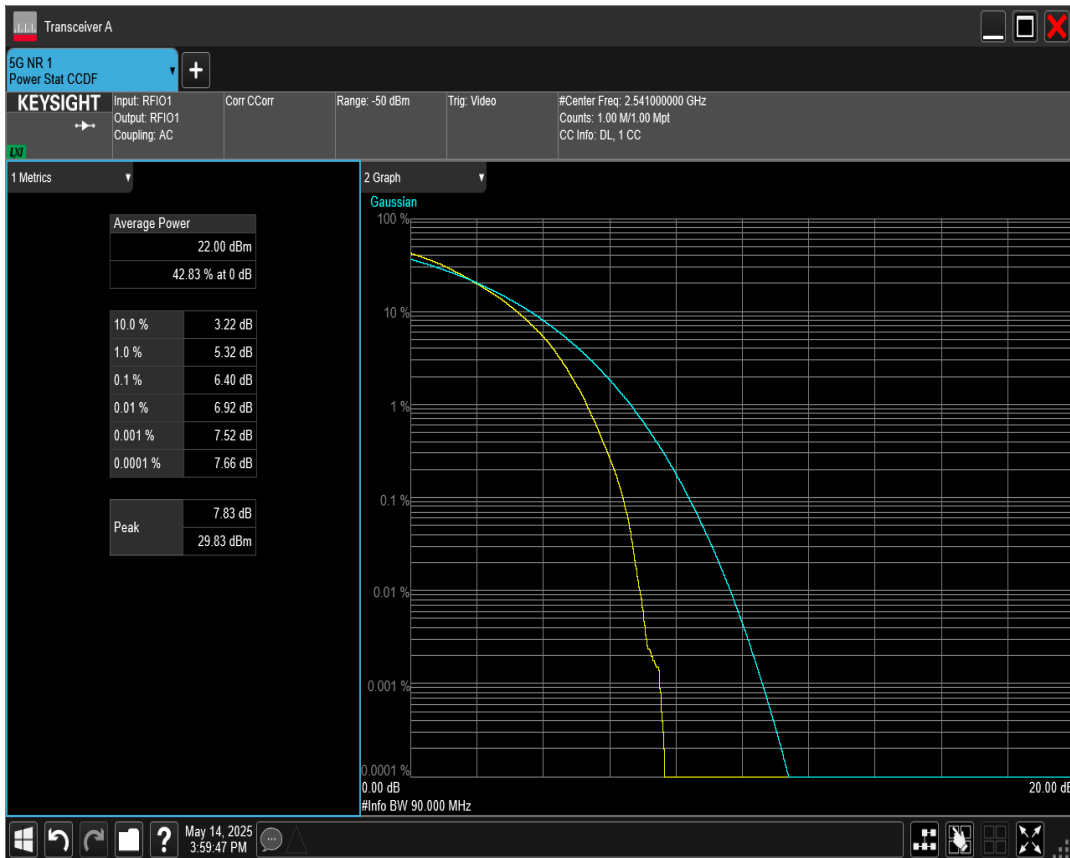 Transceiver A
5G NR 1
Power Stat CCDF
+
KEYSIGHT
LXI
Input: RFIO1
Output: RFIO1
Coupling: AC
Corr CCorr
Range: -50 dBm
Trig: Video
#Center Freq: 2.541000000 GHz
Counts: 1.00 M/1.00 Mpt
CC Info: DL, 1 CC
1 Metrics
Average Power
22.00 dBm
42.83 % at 0 dB
10.0 % 3.22 dB
1.0 % 5.32 dB
0.1 % 6.40 dB
0.01 % 6.92 dB
0.001 % 7.52 dB
0.0001 % 7.66 dB
Peak
7.83 dB
29.83 dBm
2 Graph
Gaussian
100 %
10 %
1 %
0.1 %
0.01 %
0.001 %
0.0001 %
0.00 dB 20.00 dB
#Info BW 90.000 MHz
?
May 14, 2025
3:59:47 PM